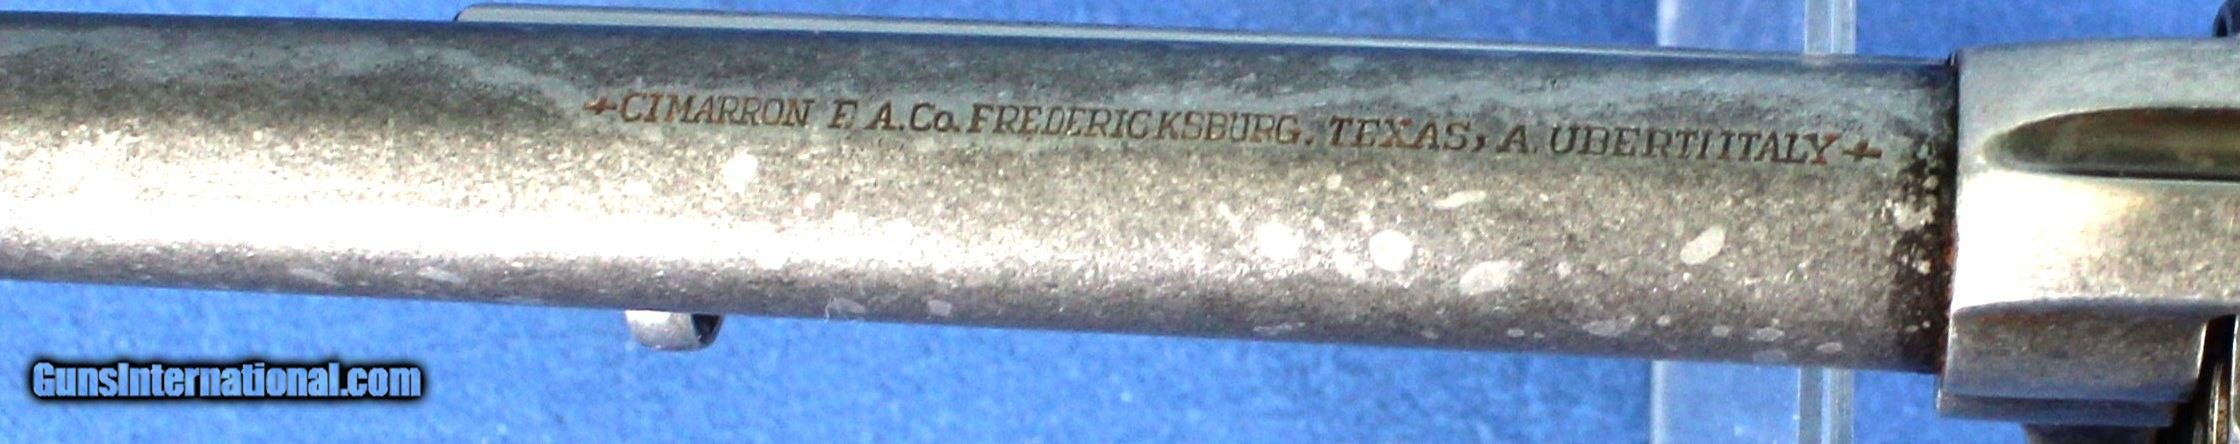 CIMARRON F. A. Co. FREDERICKSBURG, TEXAS, A. UBERTI ITALY
GunsInternational.com